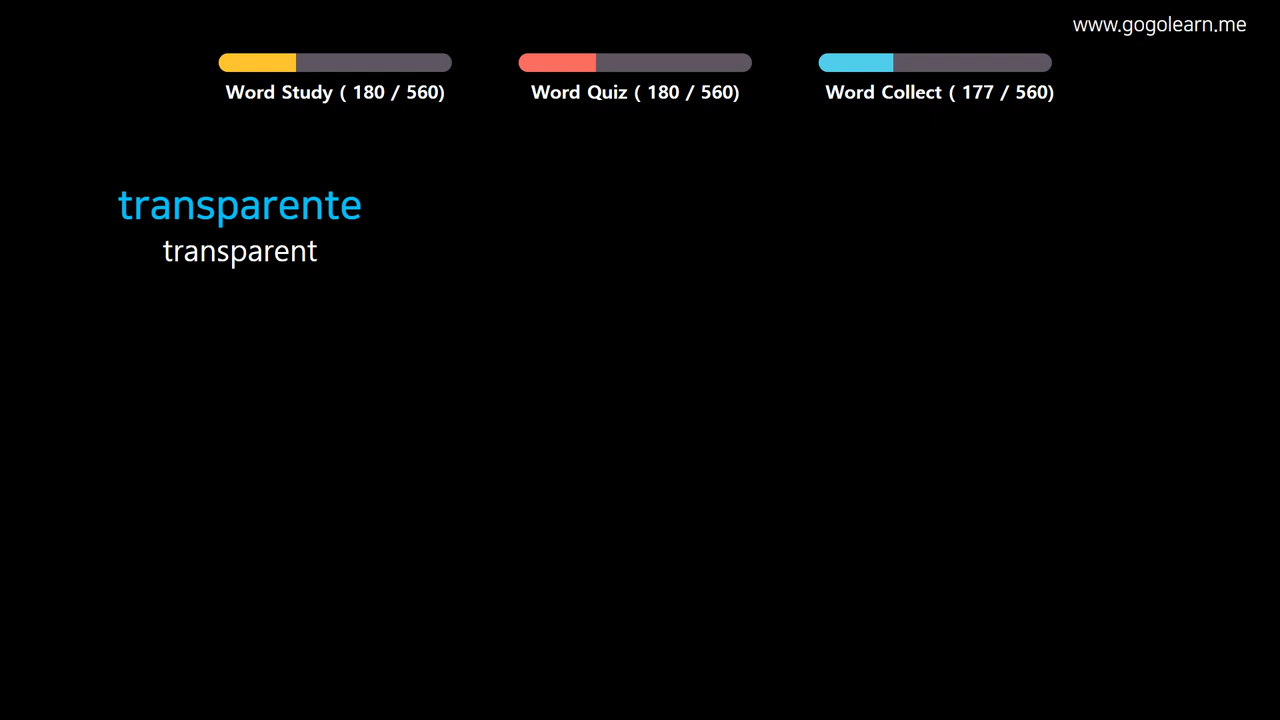 www.gogolearn.me
Word Study ( 180 / 560)
Word Quiz ( 180 / 560)
Word Collect ( 177 / 560)
transparente
transparent